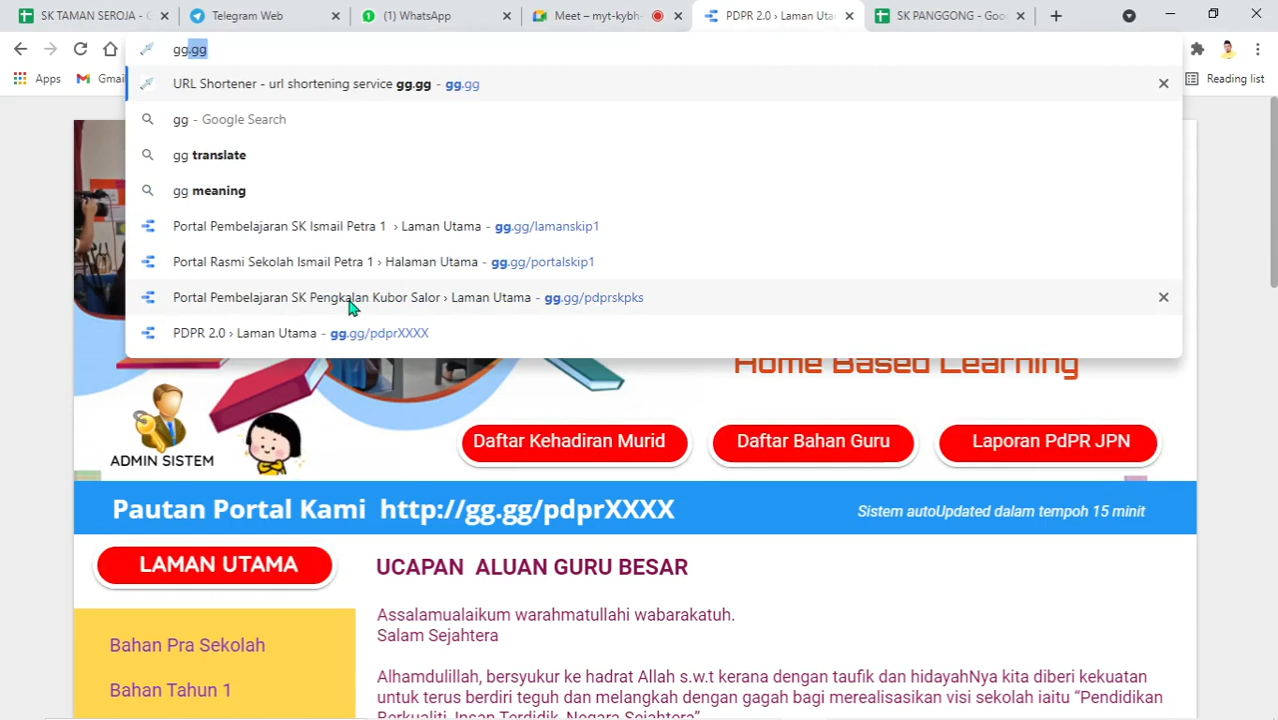 SK TAMAN SEROJA - G
Telegram Web
(1) WhatsApp
Meet – myt-kybh-
PDPR 2.0 › Laman Uta
SK PANGGONG - Goo
gg.gg
Apps
Gmai
Reading list
URL Shortener - url shortening service gg.gg - gg.gg
gg - Google Search
gg translate
gg meaning
Portal Pembelajaran SK Ismail Petra 1 › Laman Utama - gg.gg/lamanskip1
Portal Rasmi Sekolah Ismail Petra 1 › Halaman Utama - gg.gg/portalskip1
Portal Pembelajaran SK Pengkalan Kubor Salor › Laman Utama - gg.gg/pdprskpks
PDPR 2.0 › Laman Utama - gg.gg/pdprXXXX
Home Based Learning
ADMIN SISTEM
Daftar Kehadiran Murid
Daftar Bahan Guru
Laporan PdPR JPN
Pautan Portal Kami http://gg.gg/pdprXXXX
Sistem autoUpdated dalam tempoh 15 minit
LAMAN UTAMA
UCAPAN ALUAN GURU BESAR
Assalamualaikum warahmatullahi wabarakatuh.
Salam Sejahtera
Bahan Pra Sekolah
Bahan Tahun 1
Alhamdulillah, bersyukur ke hadrat Allah s.w.t kerana dengan taufik dan hidayahNya kita diberi kekuatan
untuk terus berdiri teguh dan melangkah dengan gagah bagi merealisasikan visi sekolah iaitu “Pendidikan
Berkualiti, Insan Terdidik, Negara Sejahtera”